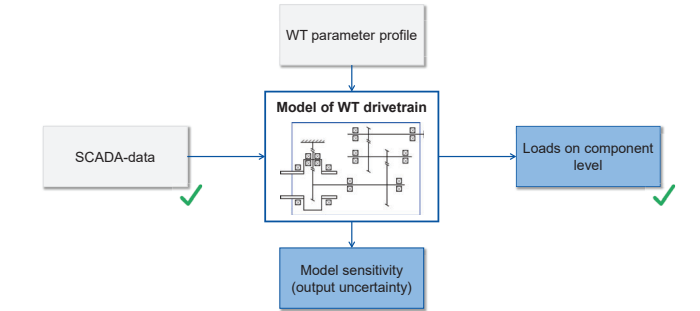 WT parameter profile
Model of WT drivetrain
SCADA-data
Loads on component
level
Model sensitivity
(output uncertainty)